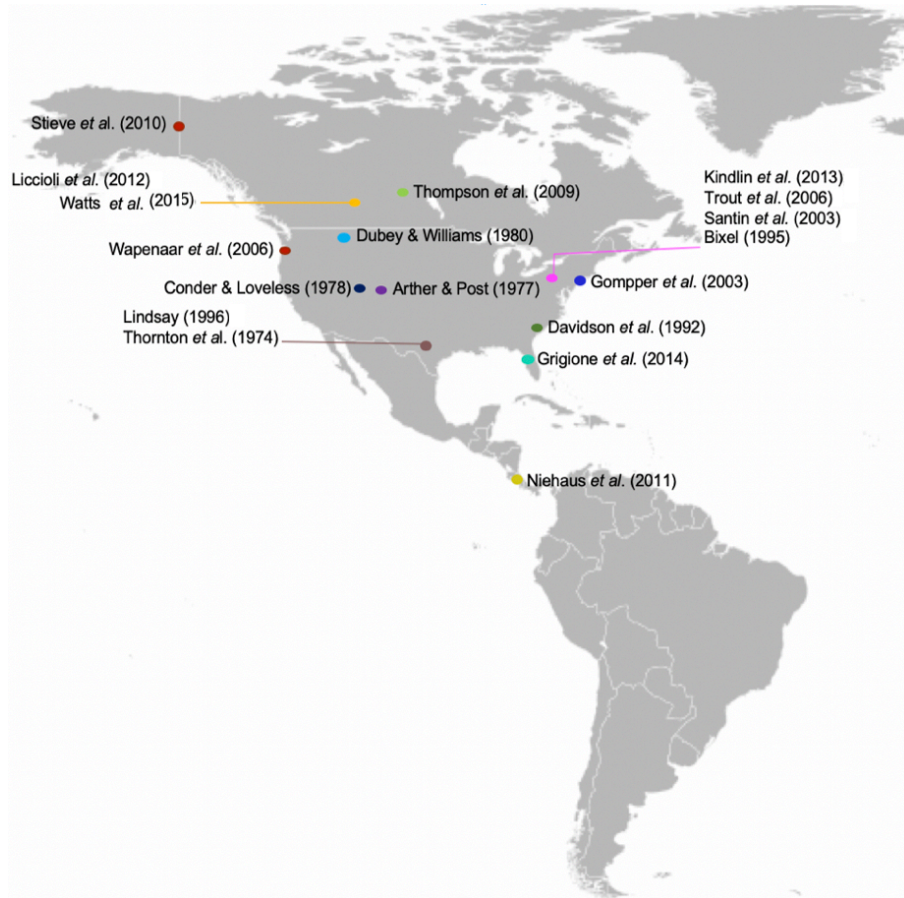 Stieve et al. (2010)
Liccioli et al. (2012)
Watts et al. (2015)
Thompson et al. (2009)
Kindlin et al. (2013)
Trout et al. (2006)
Santin et al. (2003)
Bixel (1995)
Dubey & Williams (1980)
Wapenaar et al. (2006)
Gompper et al. (2003)
Conder & Loveless (1978)
Arther & Post (1977)
Lindsay (1996)
Thornton et al. (1974)
Davidson et al. (1992)
Grigione et al. (2014)
Niehaus et al. (2011)